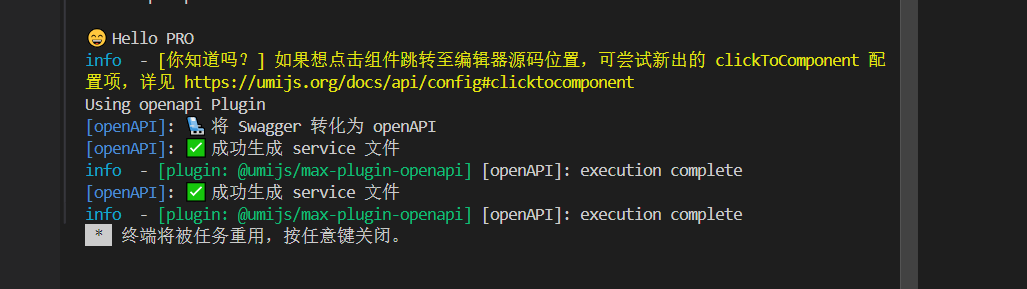 😄 Hello PRO
info  - [你知道吗？] 如果想点击组件跳转至编辑器源码位置，可尝试新出的 clickToComponent 配
置项，详见 https://umijs.org/docs/api/config#clicktocomponent
Using openapi Plugin
[openAPI]: 💺 将 Swagger 转化为 openAPI
[openAPI]: ✅ 成功生成 service 文件
info  - [plugin: @umijs/max-plugin-openapi] [openAPI]: execution complete
[openAPI]: ✅ 成功生成 service 文件
info  - [plugin: @umijs/max-plugin-openapi] [openAPI]: execution complete
* 终端将被任务重用，按任意键关闭。